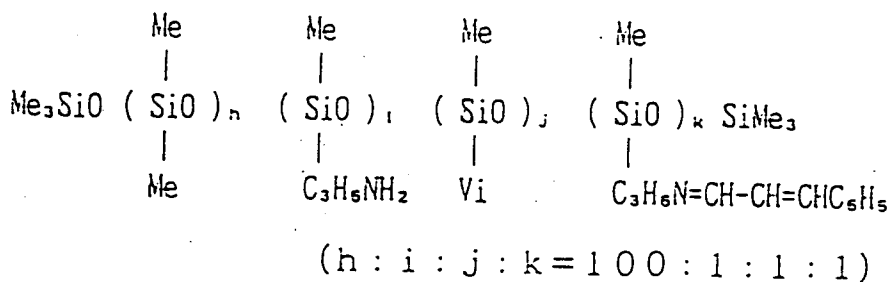 Me Me Me Me
Me₃SiO ( SiO )ₕ ( SiO )ᵢ ( SiO )ⱼ ( SiO )ₖ SiMe₃
Me C₃H₆NH₂ Vi C₃H₆N=CH-CH=CHC₆H₅
(h : i : j : k = 1 0 0 : 1 : 1 : 1)